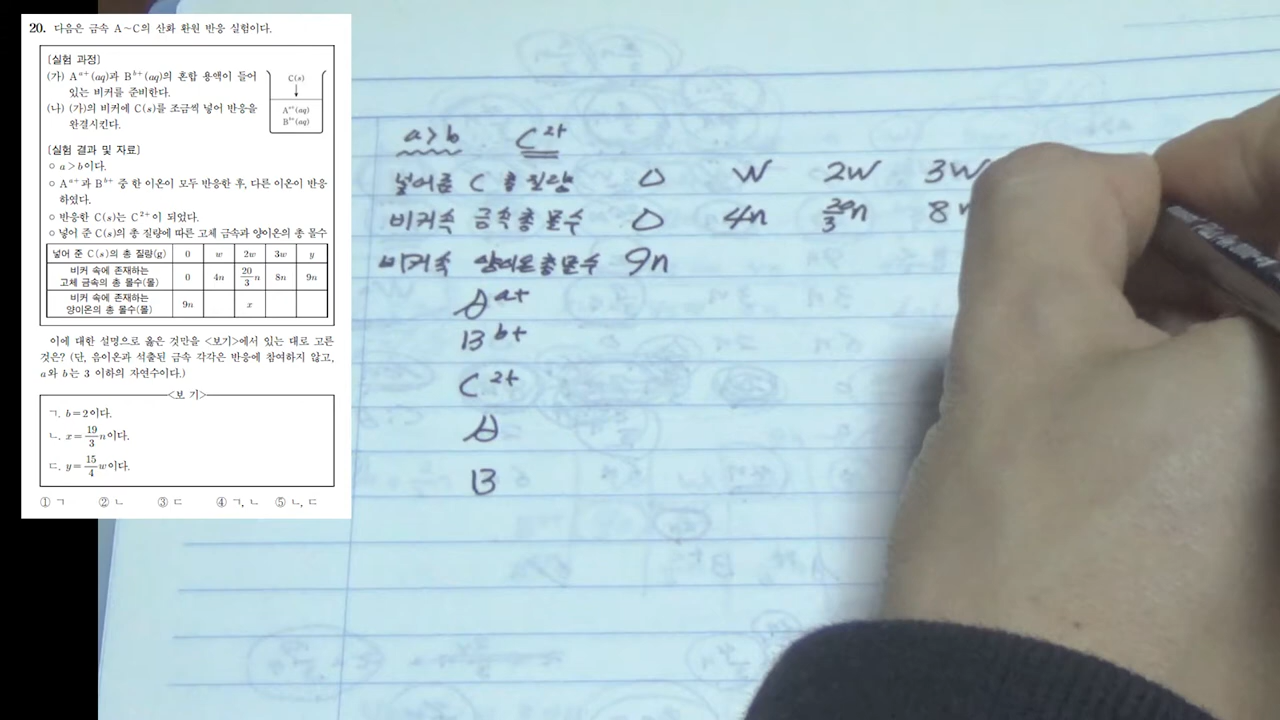 20. 다음은 금속 A~C의 산화 환원 반응 실험이다.
[실험 과정]
(가) Aᵃ⁺(aq)과 Bᵇ⁺(aq)의 혼합 용액이 들어
있는 비커를 준비한다.
(나) (가)의 비커에 C(s)를 조금씩 넣어 반응을
완결시킨다.
C(s)
Aᵃ⁺(aq)
Bᵇ⁺(aq)
[실험 결과 및 자료]
○ a>b이다.
○ Aᵃ⁺과 Bᵇ⁺ 중 한 이온이 모두 반응한 후, 다른 이온이 반응
하였다.
○ 반응한 C(s)는 C²⁺이 되었다.
○ 넣어 준 C(s)의 총 질량에 따른 고체 금속과 양이온의 총 몰수
넣어 준 C(s)의 총 질량(g) 0 w 2w 3w y
비커 속에 존재하는
고체 금속의 총 몰수(몰) 0 4n 20/3 n 8n 9n
비커 속에 존재하는
양이온의 총 몰수(몰) 9n x
이에 대한 설명으로 옳은 것만을 <보기>에서 있는 대로 고른
것은? (단, 음이온과 석출된 금속 각각은 반응에 참여하지 않고,
a와 b는 3 이하의 자연수이다.)
<보 기>
ㄱ. b=2이다.
ㄴ. x=19/3 n이다.
ㄷ. y=15/4 w이다.
① ㄱ ② ㄴ ③ ㄷ ④ ㄱ, ㄴ ⑤ ㄴ, ㄷ
a>b C²⁺
넣어준 C 총 질량 0 w 2w 3w
비커속 금속총몰수 0 4n 20/3 n 8n
비커속 양이온총몰수 9n
Aᵃ⁺
Bᵇ⁺
C²⁺
A
B